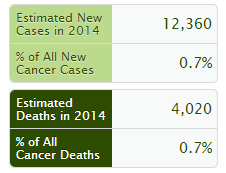 Estimated New
Cases in 2014
12,360
% of All New
Cancer Cases
0.7%
Estimated
Deaths in 2014
4,020
% of All
Cancer Deaths
0.7%